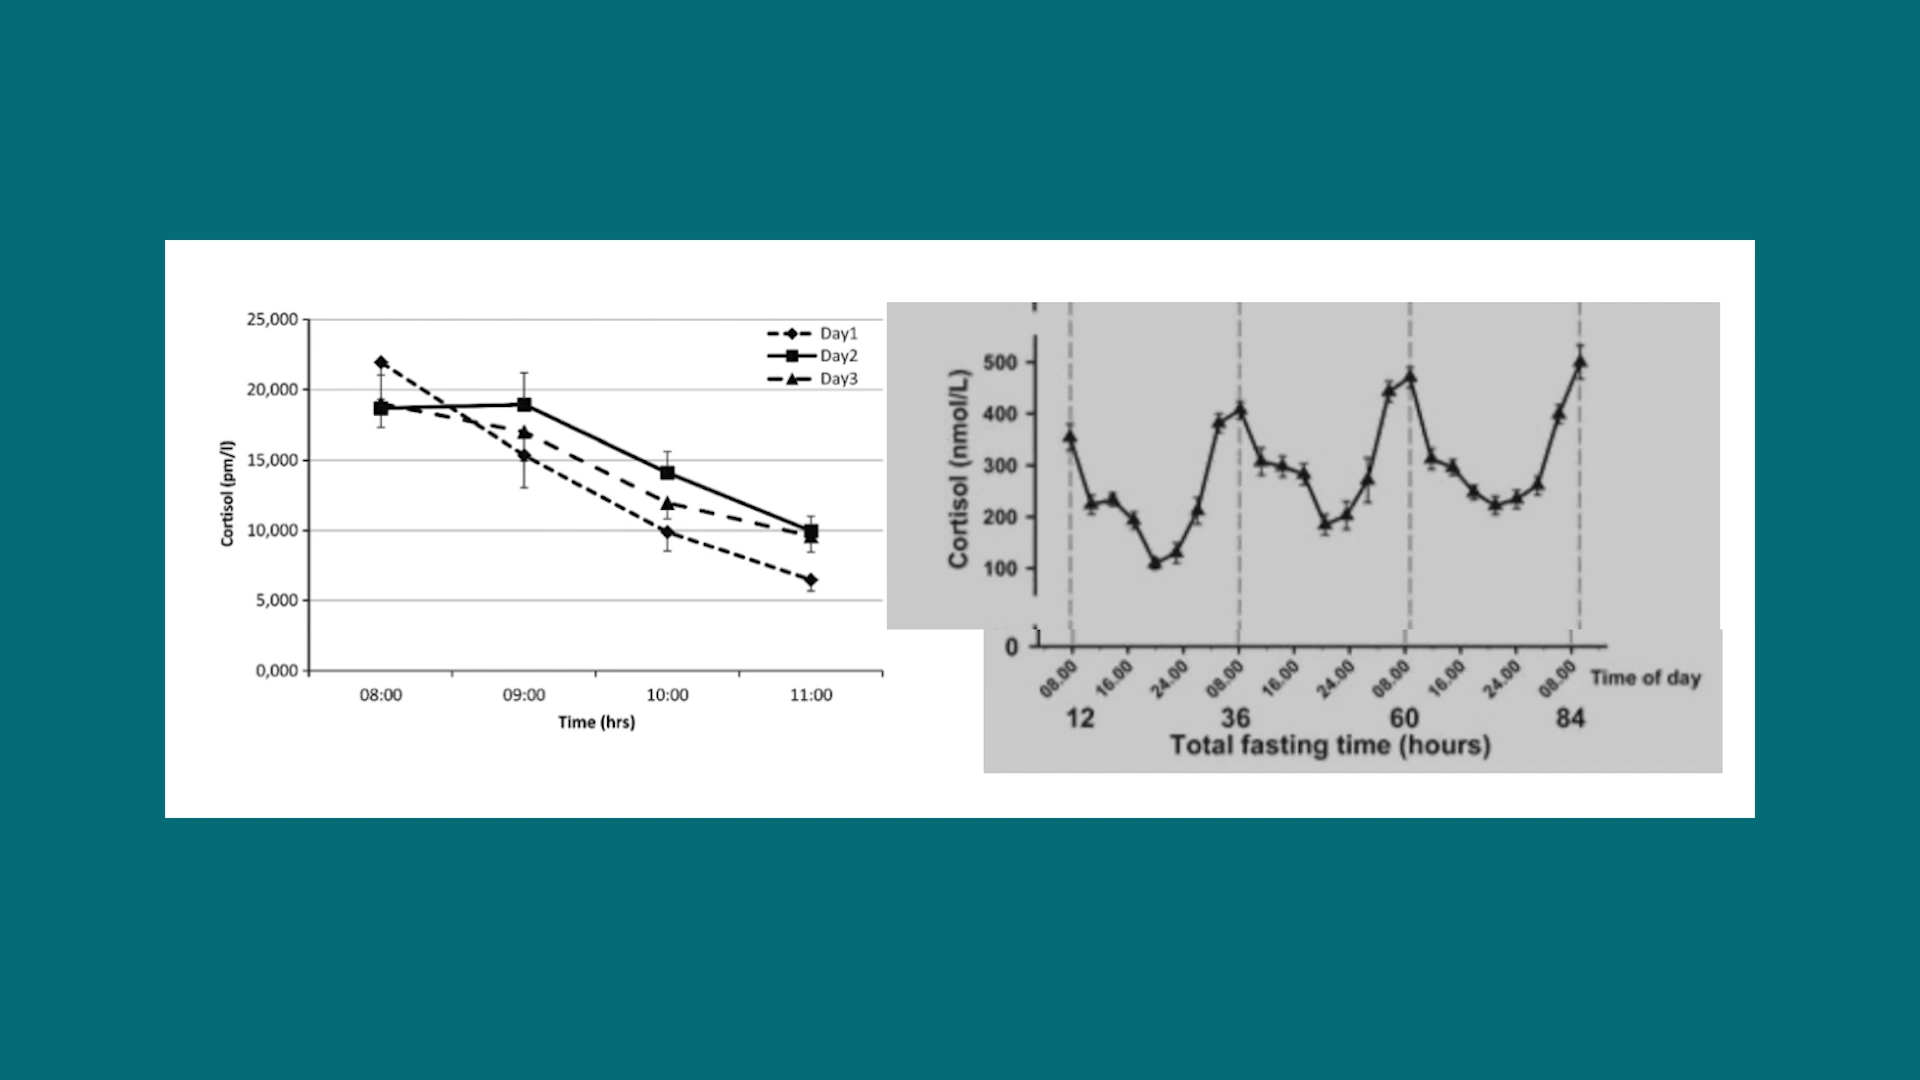 25,000
20,000
15,000
10,000
5,000
0,000
Cortisol (pm/l)
08:00 09:00 10:00 11:00
Time (hrs)
Day1
Day2
Day3
500
400
300
200
100
0
Cortisol (nmol/L)
08.00 16.00 24.00 08.00 16.00 24.00 08.00 16.00 24.00 08.00 Time of day
12 36 60 84
Total fasting time (hours)